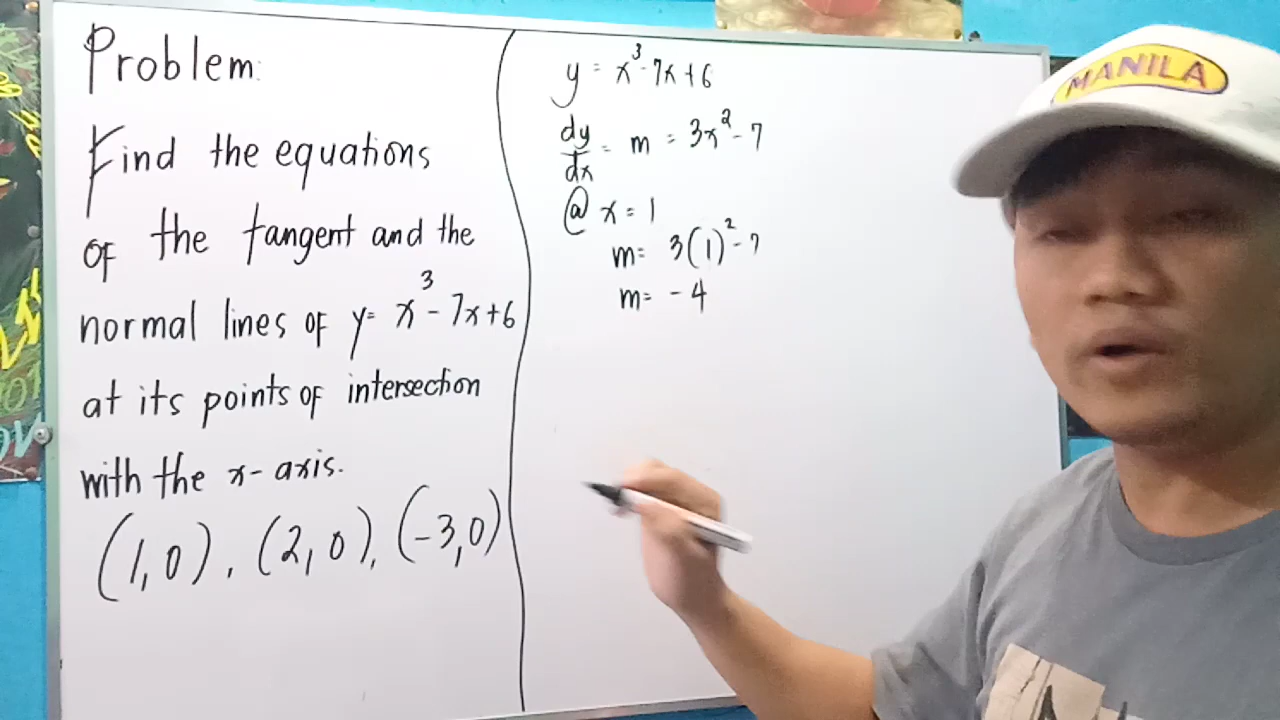 Problem:
Find the equations
of the tangent and the
normal lines of y = x³ - 7x + 6
at its points of intersection
with the x-axis.
(1, 0), (2, 0), (-3, 0)
y = x³ - 7x + 6
dy/dx = m = 3x² - 7
@ x = 1
m = 3(1)² - 7
m = -4
MANILA